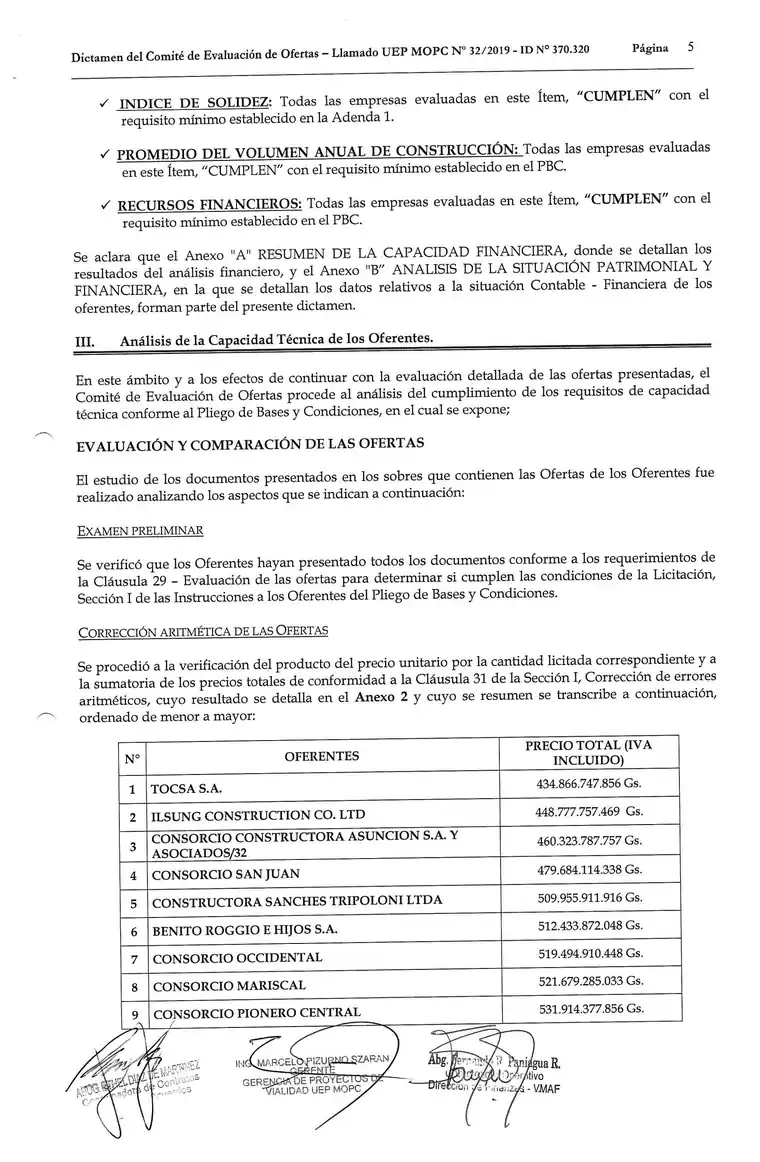 Dictamen del Comité de Evaluación de Ofertas – Llamado UEP MOPC Nº 32/2019 - ID Nº 370.320 Página 5
✓ INDICE DE SOLIDEZ: Todas las empresas evaluadas en este Ítem, "CUMPLEN" con el
requisito mínimo establecido en la Adenda 1.
✓ PROMEDIO DEL VOLUMEN ANUAL DE CONSTRUCCIÓN: Todas las empresas evaluadas
en este Ítem, "CUMPLEN" con el requisito mínimo establecido en el PBC.
✓ RECURSOS FINANCIEROS: Todas las empresas evaluadas en este Ítem, "CUMPLEN" con el
requisito mínimo establecido en el PBC.
Se aclara que el Anexo "A" RESUMEN DE LA CAPACIDAD FINANCIERA, donde se detallan los
resultados del análisis financiero, y el Anexo "B" ANALISIS DE LA SITUACIÓN PATRIMONIAL Y
FINANCIERA, en la que se detallan los datos relativos a la situación Contable - Financiera de los
oferentes, forman parte del presente dictamen.
III. Análisis de la Capacidad Técnica de los Oferentes.
En este ámbito y a los efectos de continuar con la evaluación detallada de las ofertas presentadas, el
Comité de Evaluación de Ofertas procede al análisis del cumplimiento de los requisitos de capacidad
técnica conforme al Pliego de Bases y Condiciones, en el cual se expone;
EVALUACIÓN Y COMPARACIÓN DE LAS OFERTAS
El estudio de los documentos presentados en los sobres que contienen las Ofertas de los Oferentes fue
realizado analizando los aspectos que se indican a continuación:
EXAMEN PRELIMINAR
Se verificó que los Oferentes hayan presentado todos los documentos conforme a los requerimientos de
la Cláusula 29 – Evaluación de las ofertas para determinar si cumplen las condiciones de la Licitación,
Sección I de las Instrucciones a los Oferentes del Pliego de Bases y Condiciones.
CORRECCIÓN ARITMÉTICA DE LAS OFERTAS
Se procedió a la verificación del producto del precio unitario por la cantidad licitada correspondiente y a
la sumatoria de los precios totales de conformidad a la Cláusula 31 de la Sección I, Corrección de errores
aritméticos, cuyo resultado se detalla en el Anexo 2 y cuyo se resumen se transcribe a continuación,
ordenado de menor a mayor:
Nº OFERENTES PRECIO TOTAL (IVA
INCLUIDO)
1 TOCSA S.A. 434.866.747.856 Gs.
2 ILSUNG CONSTRUCTION CO. LTD 448.777.757.469 Gs.
3 CONSORCIO CONSTRUCTORA ASUNCION S.A. Y
ASOCIADOS/32 460.323.787.757 Gs.
4 CONSORCIO SAN JUAN 479.684.114.338 Gs.
5 CONSTRUCTORA SANCHES TRIPOLONI LTDA 509.955.911.916 Gs.
6 BENITO ROGGIO E HIJOS S.A. 512.433.872.048 Gs.
7 CONSORCIO OCCIDENTAL 519.494.910.448 Gs.
8 CONSORCIO MARISCAL 521.679.285.033 Gs.
9 CONSORCIO PIONERO CENTRAL 531.914.377.856 Gs.
DIAZ DE MARTINEZ
de Contratos
ING. MARCELO PIZURNO SZARAN
GERENTE
GERENCIA DE PROYECTOS DE
VIALIDAD UEP MOPC
Abg. Paniagua R.
Dirección de Finanzas - VMAF